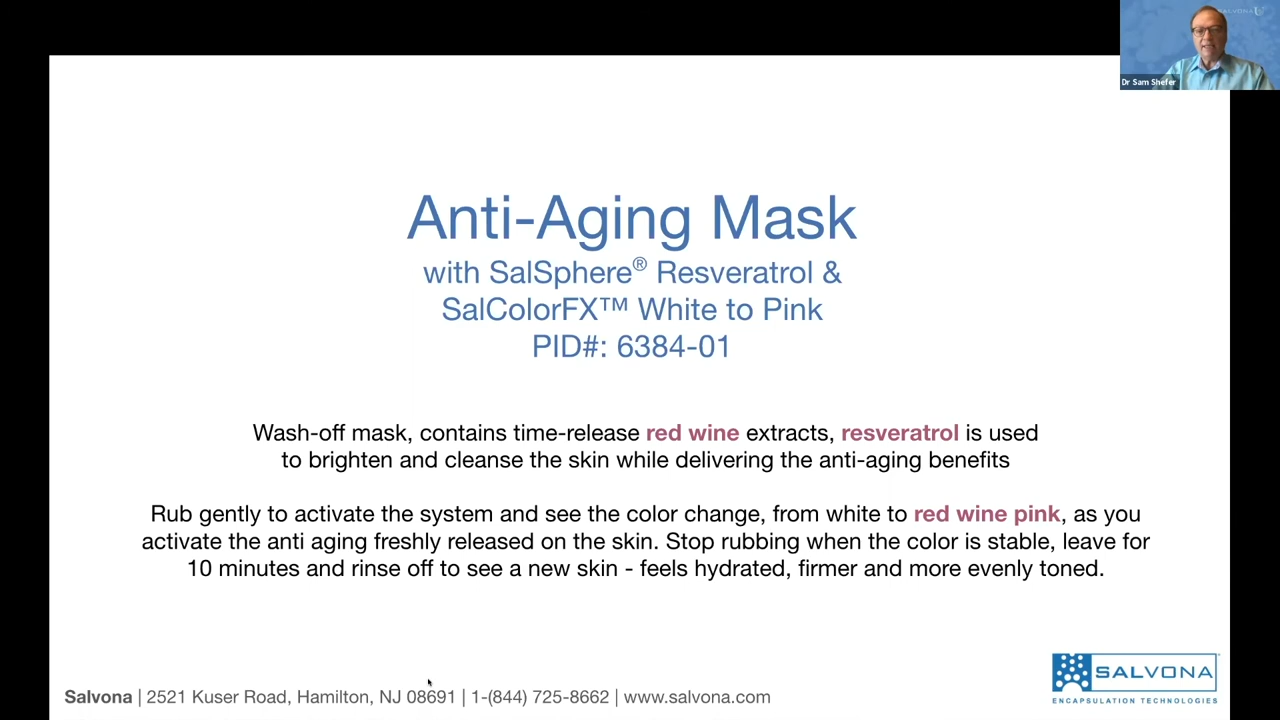 SALVONA
Dr Sam Shefer
Anti-Aging Mask
with SalSphere® Resveratrol &
SalColorFX™ White to Pink
PID#: 6384-01
Wash-off mask, contains time-release red wine extracts, resveratrol is used
to brighten and cleanse the skin while delivering the anti-aging benefits
Rub gently to activate the system and see the color change, from white to red wine pink, as you
activate the anti aging freshly released on the skin. Stop rubbing when the color is stable, leave for
10 minutes and rinse off to see a new skin - feels hydrated, firmer and more evenly toned.
SALVONA
ENCAPSULATION TECHNOLOGIES
Salvona | 2521 Kuser Road, Hamilton, NJ 08691 | 1-(844) 725-8662 | www.salvona.com